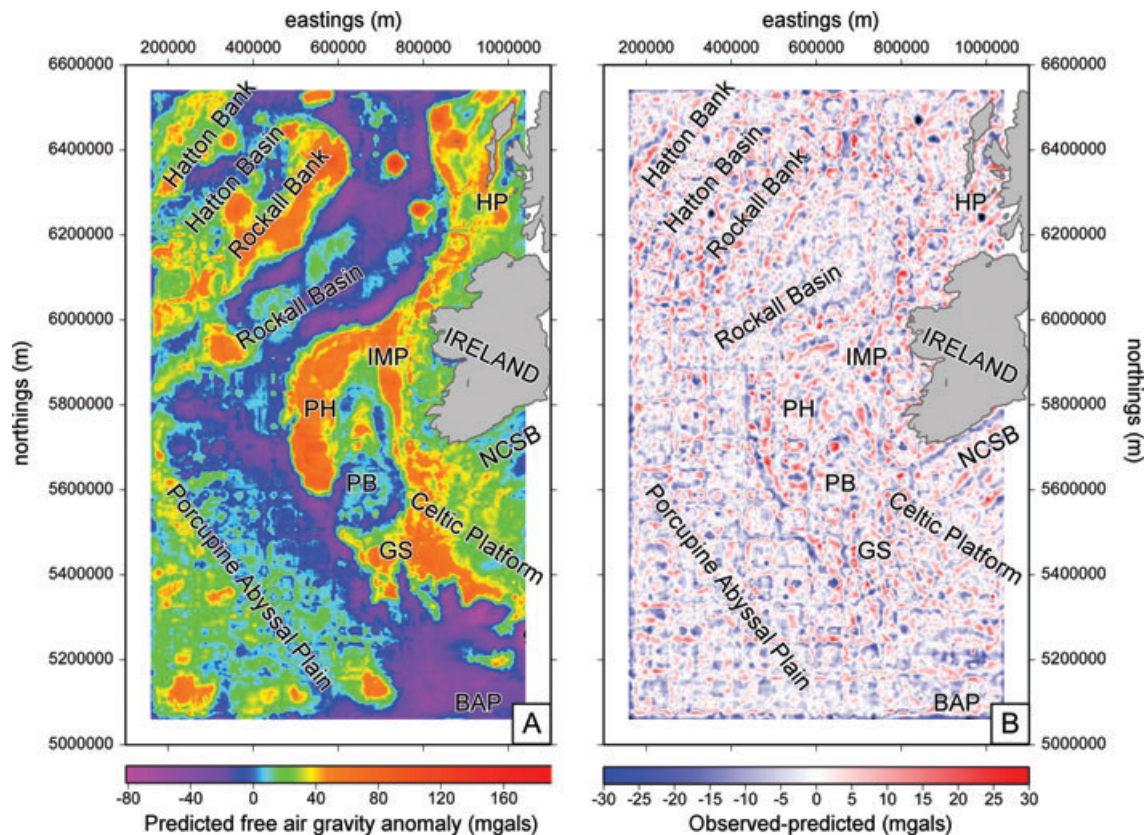 eastings (m)
200000 400000 600000 800000 1000000
6600000
6400000
6200000
6000000
5800000
5600000
5400000
5200000
5000000
northings (m)
Hatton Bank
Hatton Basin
Rockall Bank
HP
Rockall Basin
IMP
IRELAND
PH
NCSB
PB
Celtic Platform
GS
Porcupine Abyssal Plain
BAP
A
-80 -40 0 40 80 120 160
Predicted free air gravity anomaly (mgals)
eastings (m)
200000 400000 600000 800000 1000000
6600000
6400000
6200000
6000000
5800000
5600000
5400000
5200000
5000000
northings (m)
Hatton Bank
Hatton Basin
Rockall Bank
HP
Rockall Basin
IMP
IRELAND
PH
NCSB
PB
Celtic Platform
GS
Porcupine Abyssal Plain
BAP
B
-30 -25 -20 -15 -10 -5 0 5 10 15 20 25 30
Observed-predicted (mgals)